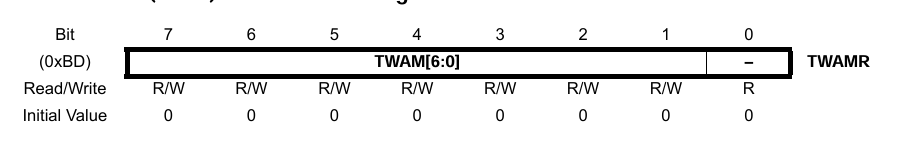 Bit 7 6 5 4 3 2 1 0
(0xBD) TWAM[6:0] – TWAMR
Read/Write R/W R/W R/W R/W R/W R/W R/W R
Initial Value 0 0 0 0 0 0 0 0